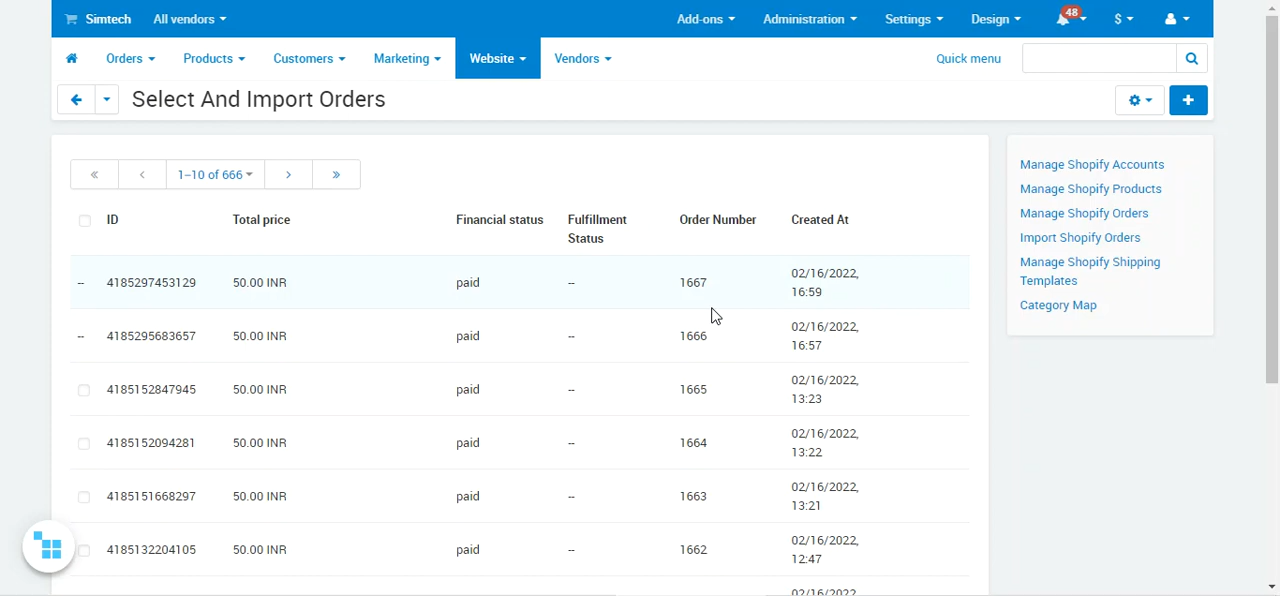 Simtech All vendors Add-ons Administration Settings Design 48 $
Orders Products Customers Marketing Website Vendors Quick menu
Select And Import Orders
« ‹ 1–10 of 666 › »
ID Total price Financial status Fulfillment Status Order Number Created At
-- 4185297453129 50.00 INR paid -- 1667 02/16/2022, 16:59
-- 4185295683657 50.00 INR paid -- 1666 02/16/2022, 16:57
4185152847945 50.00 INR paid -- 1665 02/16/2022, 13:23
4185152094281 50.00 INR paid -- 1664 02/16/2022, 13:22
4185151668297 50.00 INR paid -- 1663 02/16/2022, 13:21
4185132204105 50.00 INR paid -- 1662 02/16/2022, 12:47
02/16/2022,
Manage Shopify Accounts
Manage Shopify Products
Manage Shopify Orders
Import Shopify Orders
Manage Shopify Shipping
Templates
Category Map